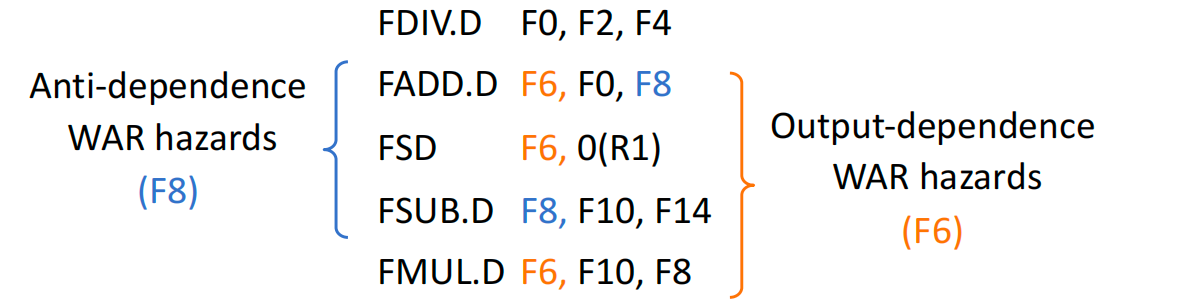 Anti-dependence
WAR hazards
(F8)
FDIV.D F0, F2, F4
FADD.D F6, F0, F8
FSD F6, 0(R1)
FSUB.D F8, F10, F14
FMUL.D F6, F10, F8
Output-dependence
WAR hazards
(F6)